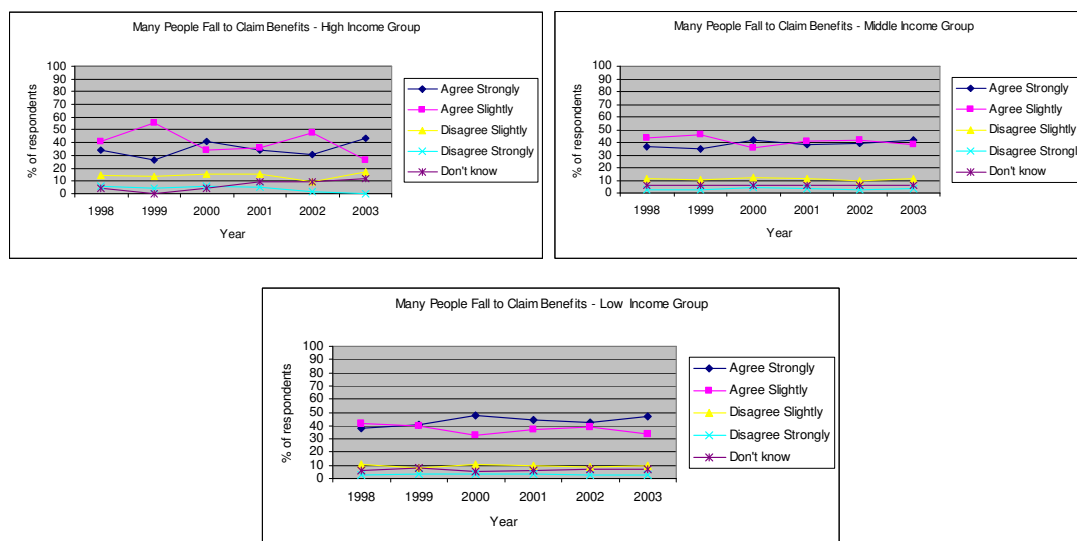 Many People Fall to Claim Benefits - High Income Group
100
90
80
70
60
50
40
30
20
10
0
% of respondents
1998 1999 2000 2001 2002 2003
Year
Agree Strongly
Agree Slightly
Disagree Slightly
Disagree Strongly
Don't know
Many People Fall to Claim Benefits - Middle Income Group
100
90
80
70
60
50
40
30
20
10
0
% of respondents
1998 1999 2000 2001 2002 2003
Year
Agree Strongly
Agree Slightly
Disagree Slightly
Disagree Strongly
Don't know
Many People Fall to Claim Benefits - Low Income Group
100
90
80
70
60
50
40
30
20
10
0
% of respondents
1998 1999 2000 2001 2002 2003
Year
Agree Strongly
Agree Slightly
Disagree Slightly
Disagree Strongly
Don't know